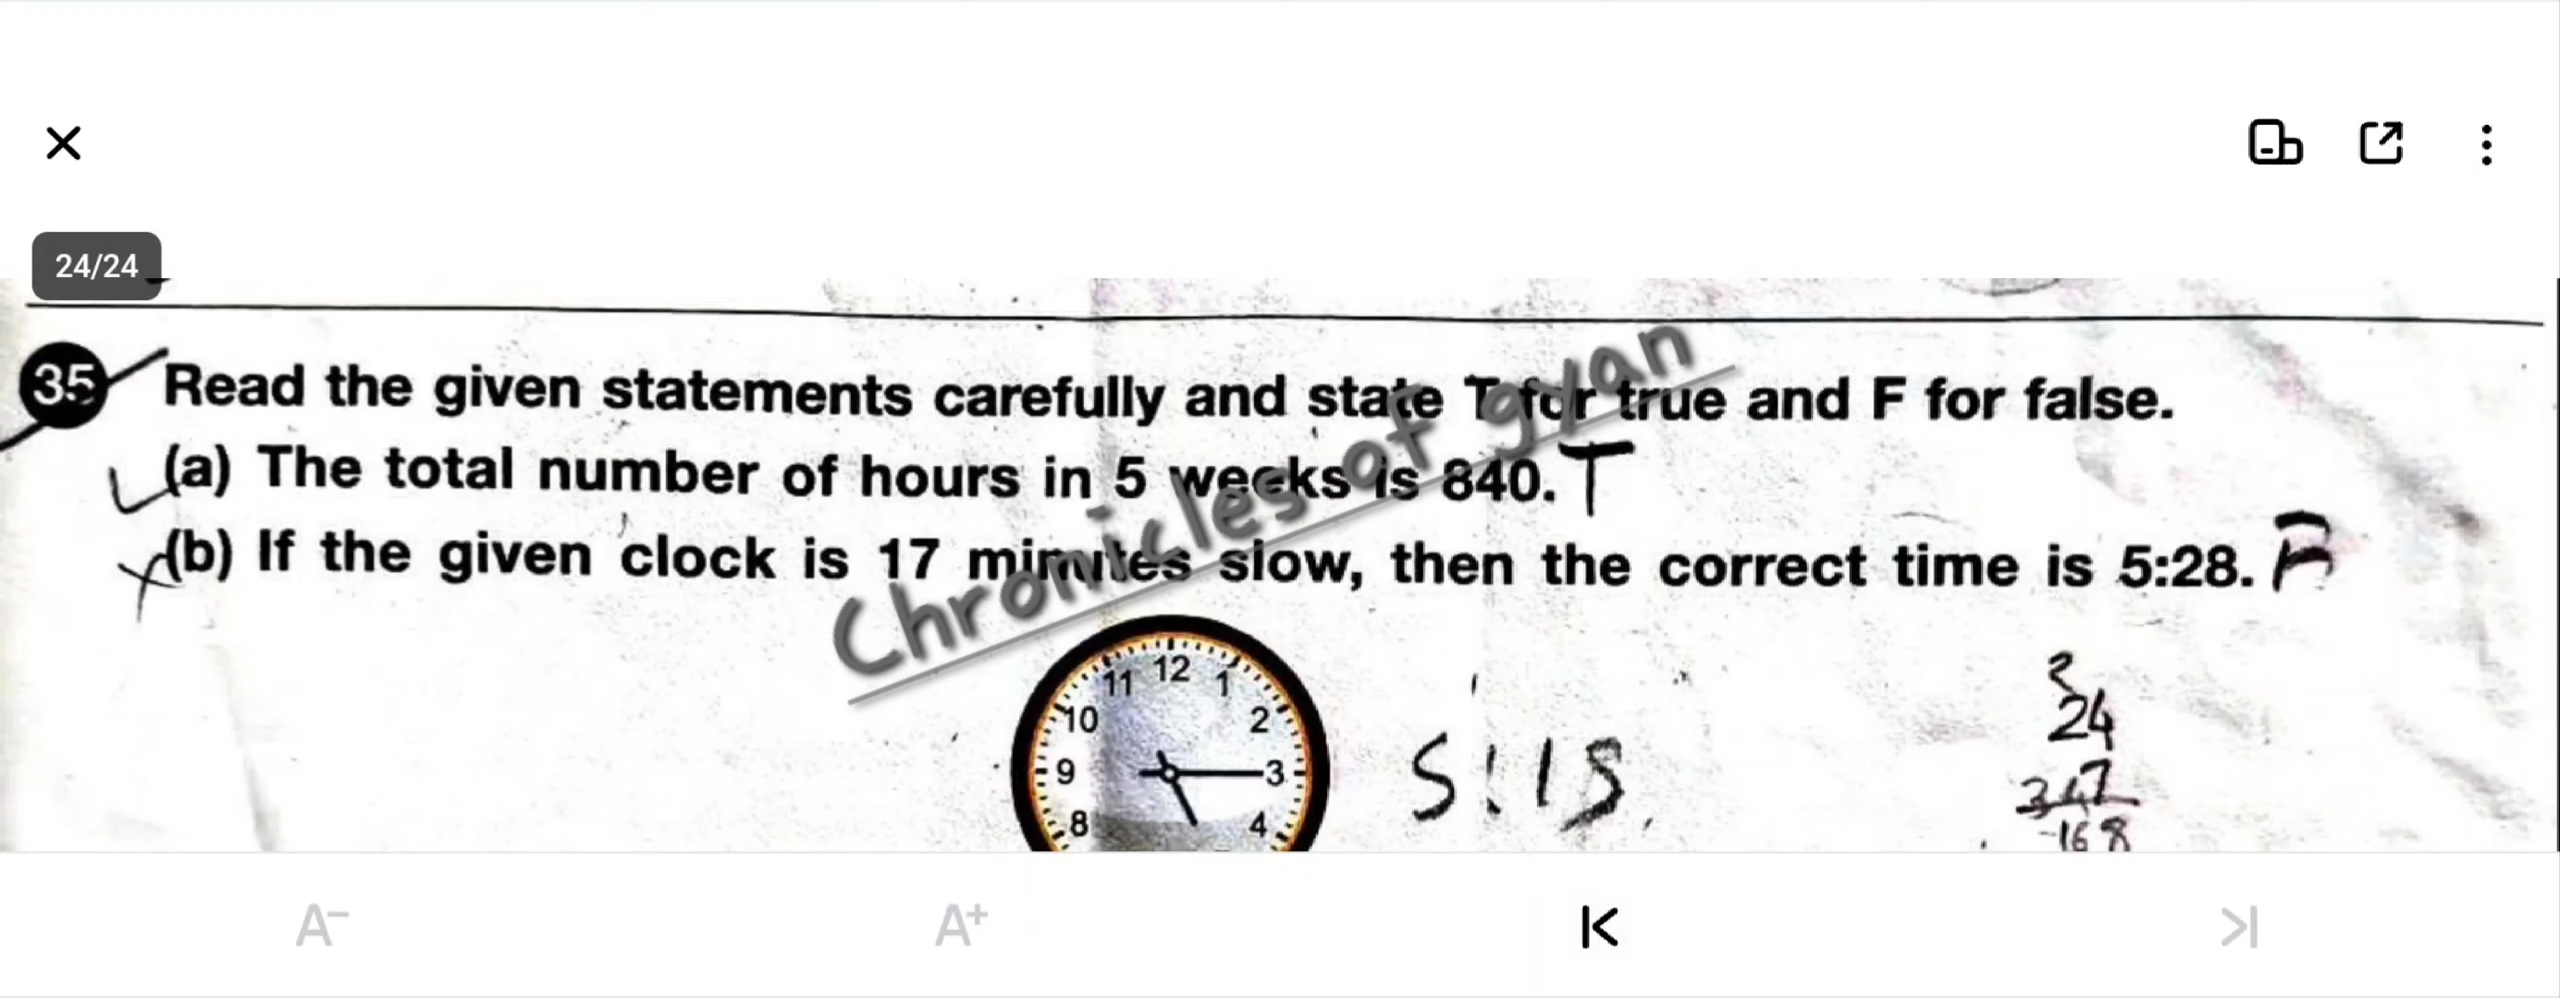 24/24
35 Read the given statements carefully and state T for true and F for false.
(a) The total number of hours in 5 weeks is 840. T
(b) If the given clock is 17 minutes slow, then the correct time is 5:28. F
Chronicles of gyan
11 12 1
10 2
9 3
8 4
5:15
3
24
7
168
A- A+